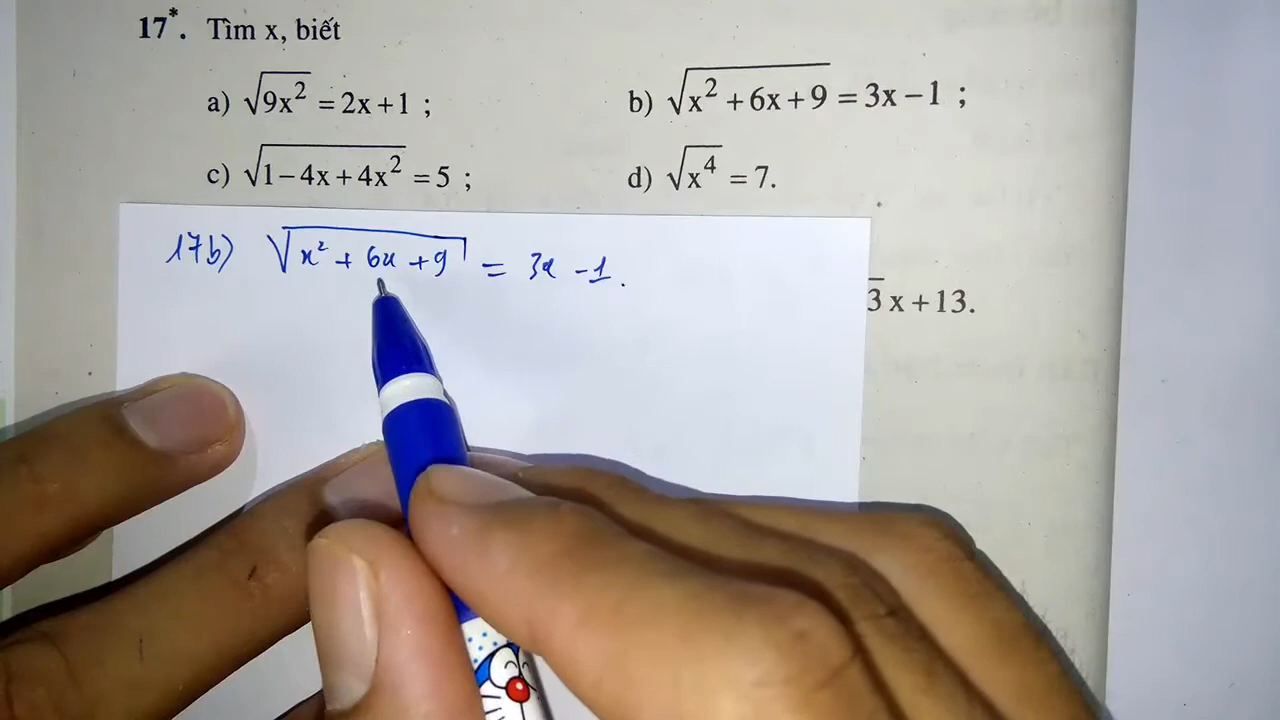 17*. Tìm x, biết
a) √9x² = 2x+1 ;
b) √x² + 6x + 9 = 3x − 1 ;
c) √1 − 4x + 4x² = 5 ;
d) √x⁴ = 7.
17b) √x² + 6x + 9 = 3x − 1.
3x + 13.